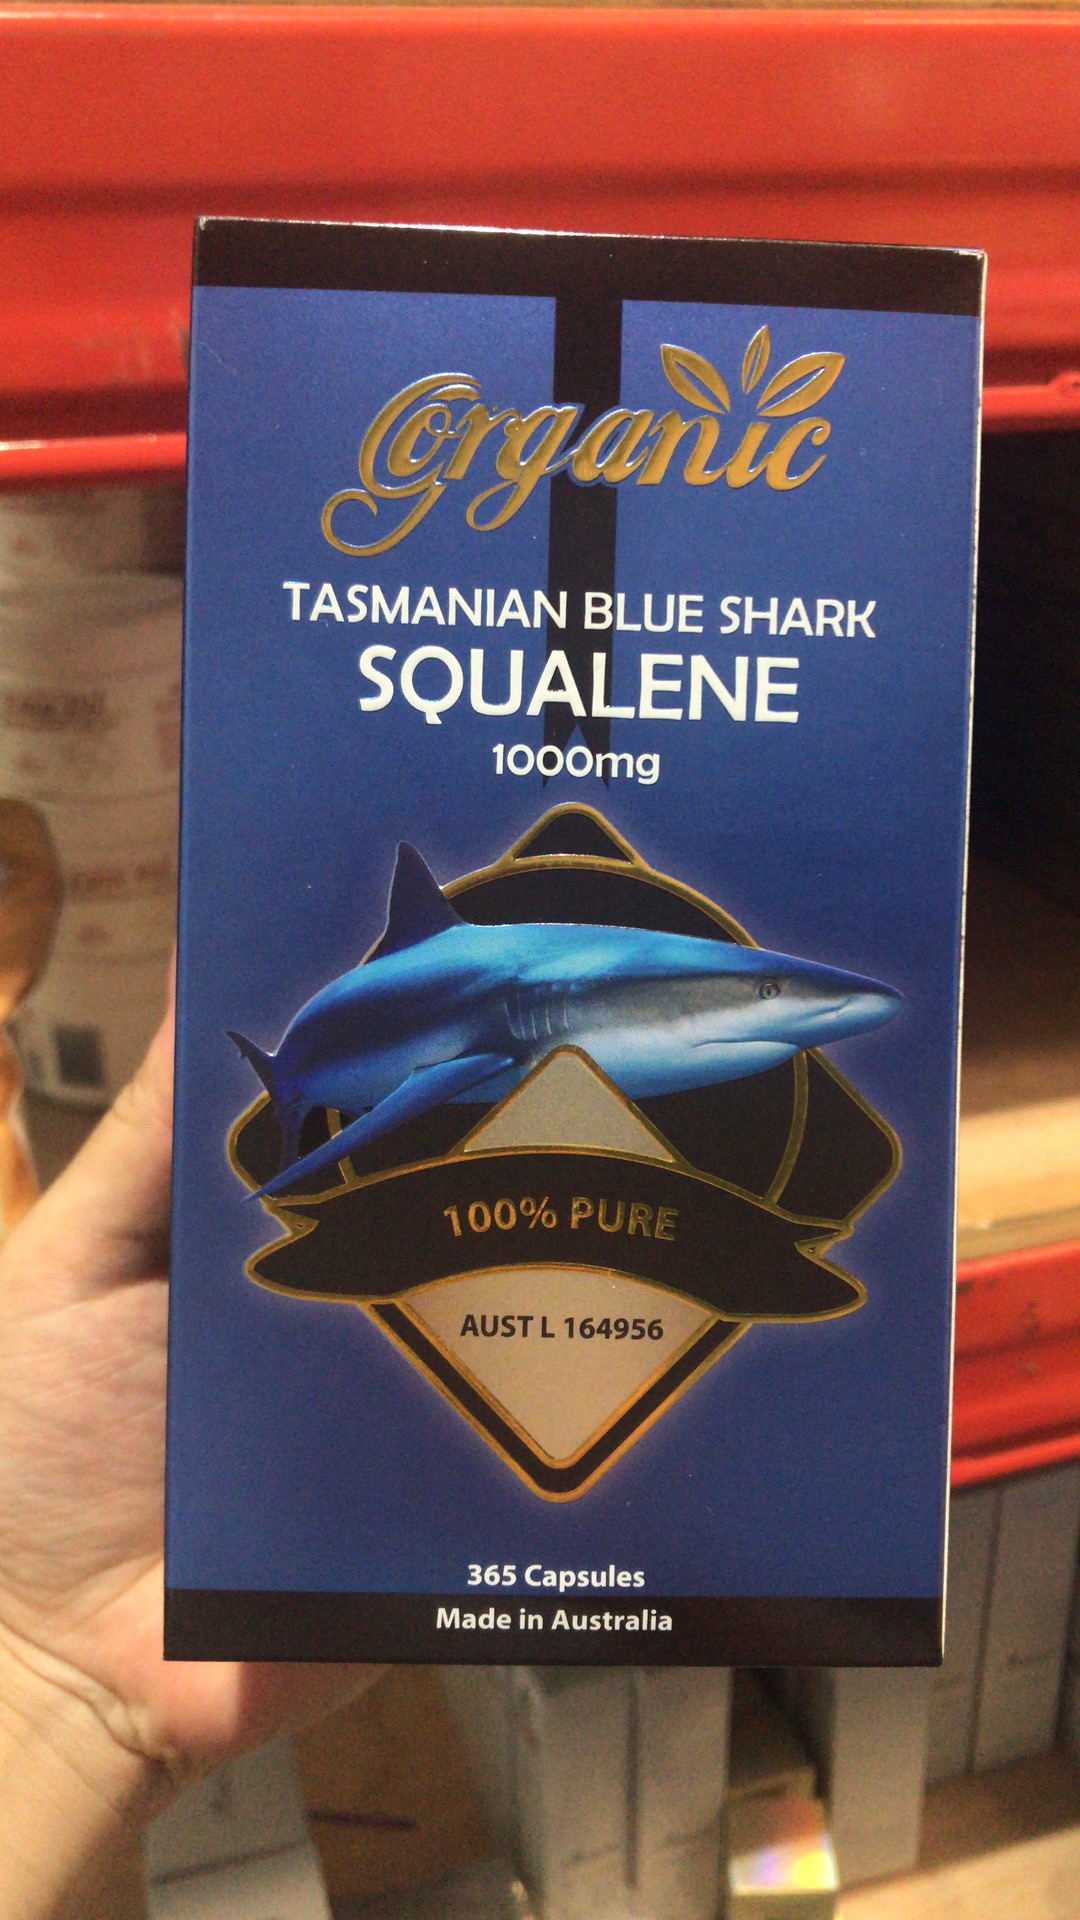 Organic
TASMANIAN BLUE SHARK
SQUALENE
1000mg
100% PURE
AUST L 164956
365 Capsules
Made in Australia